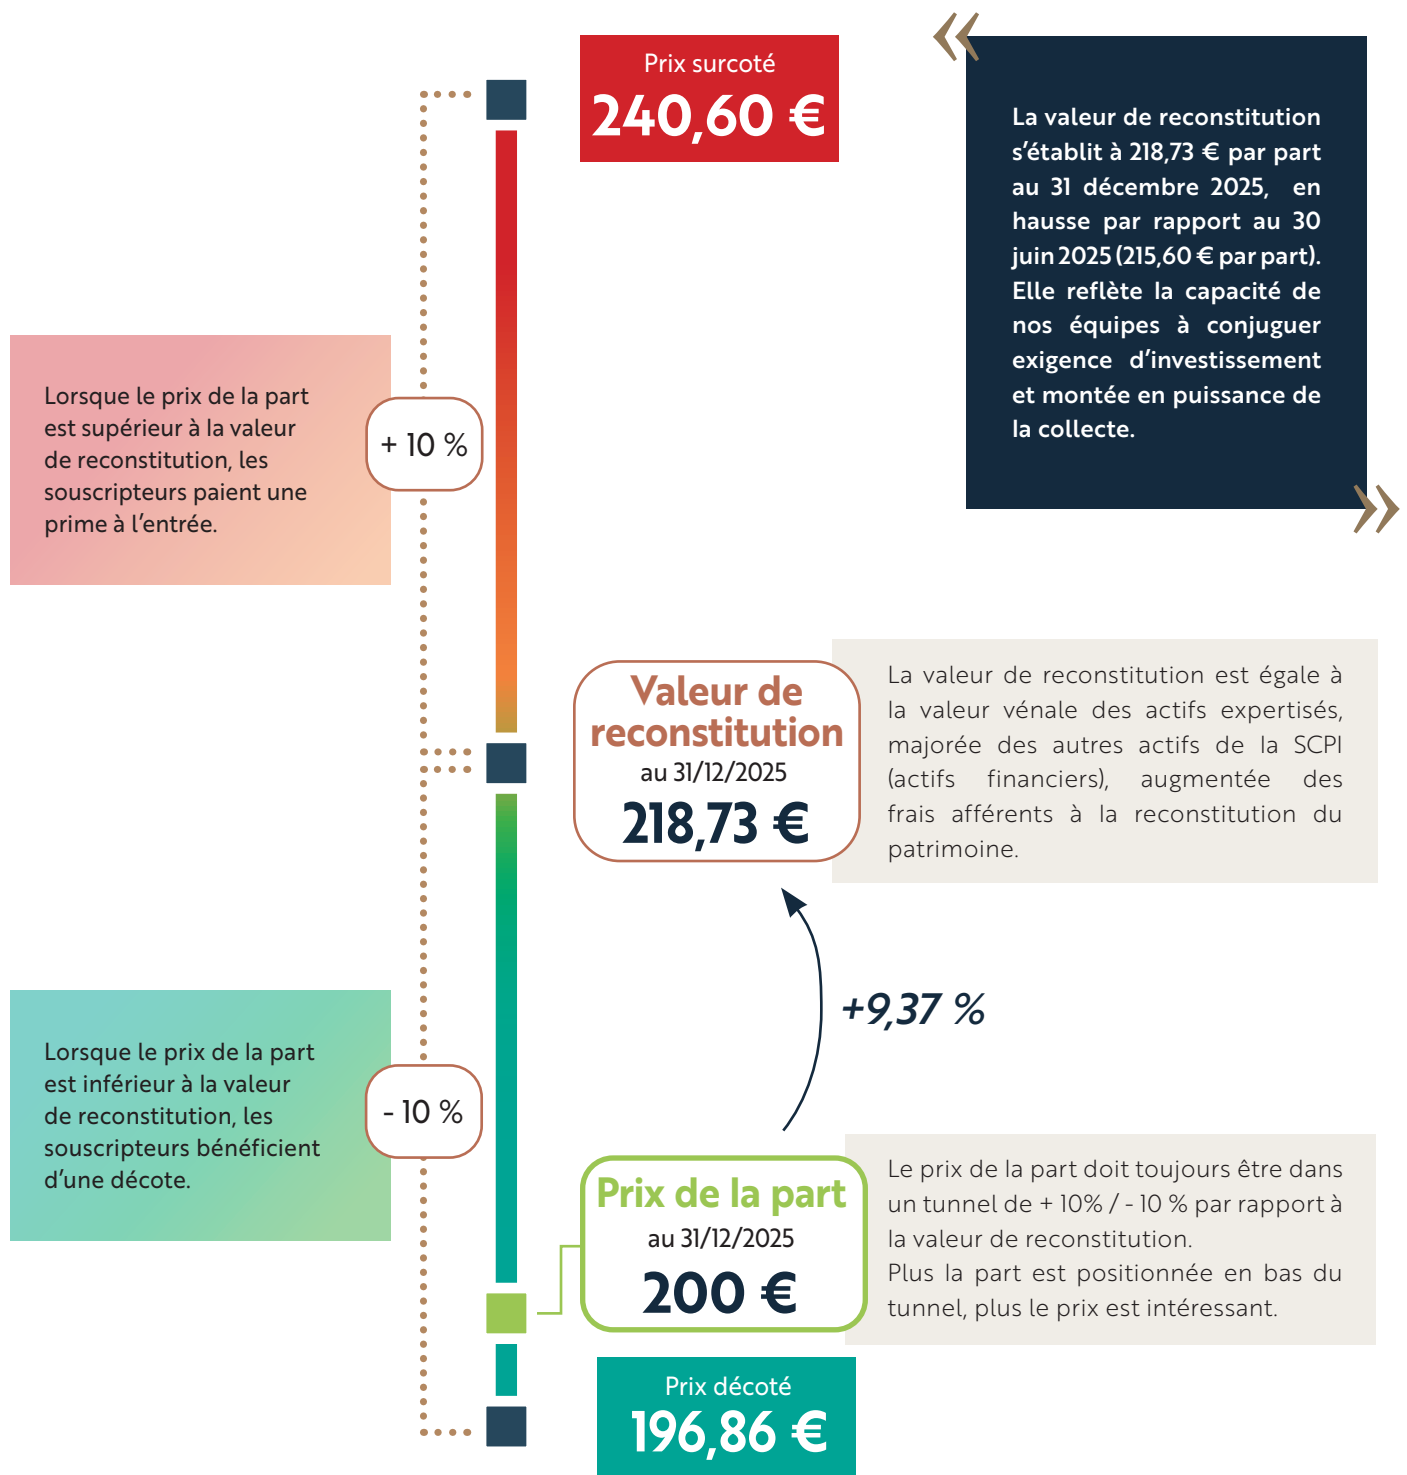 Prix surcoté
240,60 €
«
La valeur de reconstitution
s'établit à 218,73 € par part
au 31 décembre 2025, en
hausse par rapport au 30
juin 2025 (215,60 € par part).
Elle reflète la capacité de
nos équipes à conjuguer
exigence d'investissement
et montée en puissance de
la collecte.
»
Lorsque le prix de la part
est supérieur à la valeur
de reconstitution, les
souscripteurs paient une
prime à l'entrée.
+ 10 %
Valeur de
reconstitution
au 31/12/2025
218,73 €
La valeur de reconstitution est égale à
la valeur vénale des actifs expertisés,
majorée des autres actifs de la SCPI
(actifs financiers), augmentée des
frais afférents à la reconstitution du
patrimoine.
+9,37 %
Lorsque le prix de la part
est inférieur à la valeur
de reconstitution, les
souscripteurs bénéficient
d'une décote.
- 10 %
Prix de la part
au 31/12/2025
200 €
Le prix de la part doit toujours être dans
un tunnel de + 10% / - 10 % par rapport à
la valeur de reconstitution.
Plus la part est positionnée en bas du
tunnel, plus le prix est intéressant.
Prix décoté
196,86 €